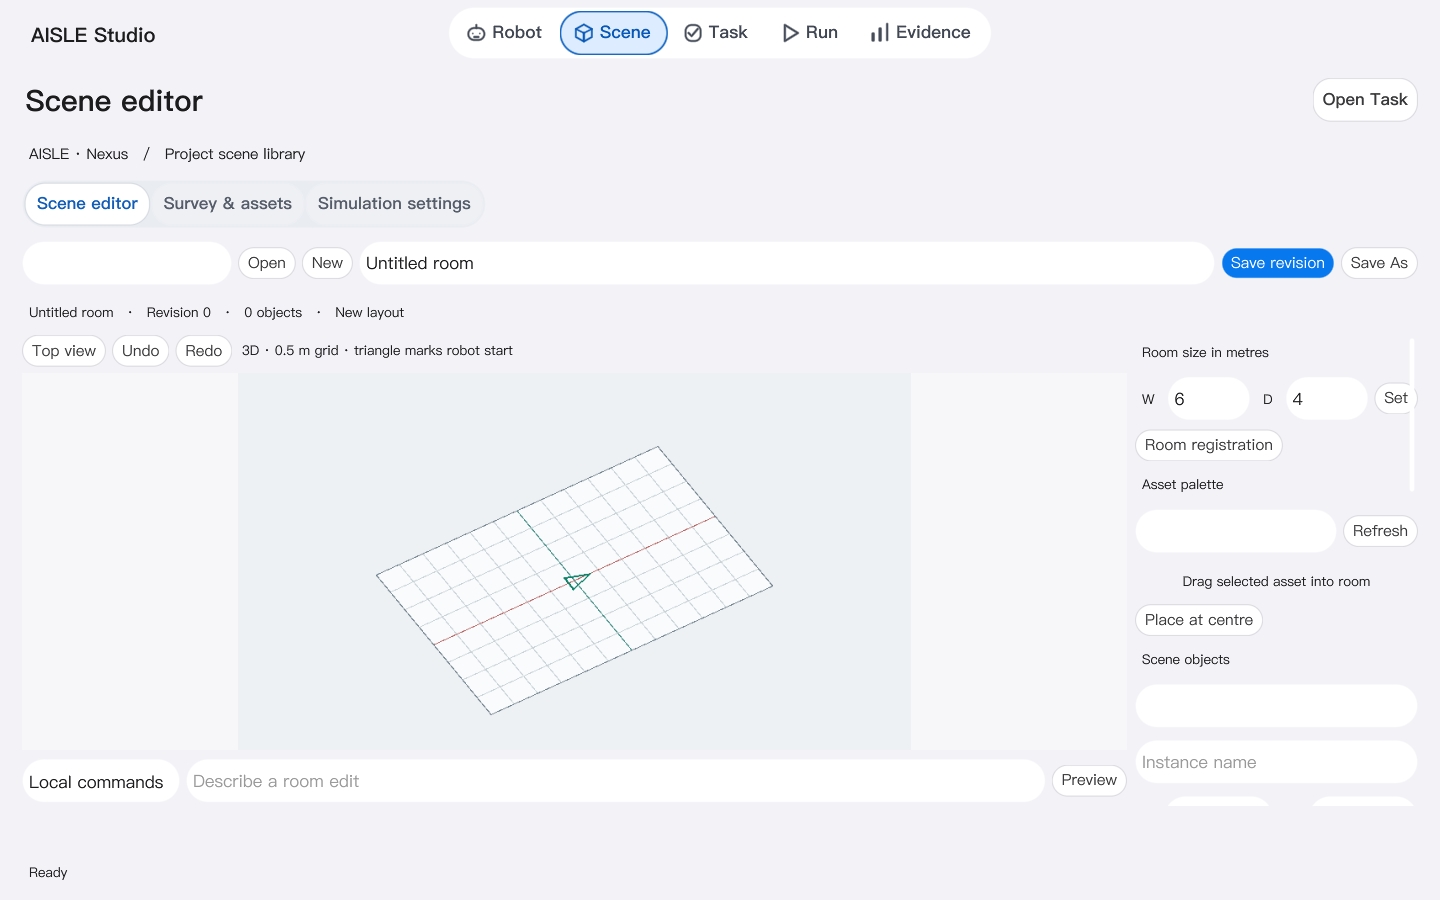 AISLE Studio
Robot
Scene
Task
Run
Evidence
Scene editor
Open Task
AISLE · Nexus / Project scene library
Scene editor
Survey & assets
Simulation settings
Open
New
Untitled room
Save revision
Save As
Untitled room · Revision 0 · 0 objects · New layout
Top view
Undo
Redo
3D · 0.5 m grid · triangle marks robot start
Room size in metres
W 6 D 4 Set
Room registration
Asset palette
Refresh
Drag selected asset into room
Place at centre
Scene objects
Instance name
Local commands
Describe a room edit
Preview
Ready